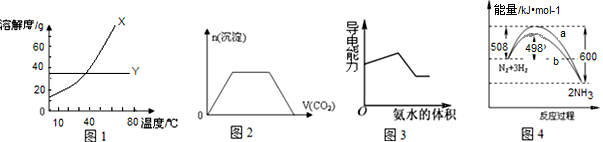 溶解度/g
X
60
40
Y
20
0
10 40 80 温度/℃
图1
n(沉淀)
0
V(CO₂)
图2
导电能力
O
氨水的体积
图3
能量/kJ•mol-1
a
508
498
b
600
N₂+3H₂
2NH3
反应过程
图4